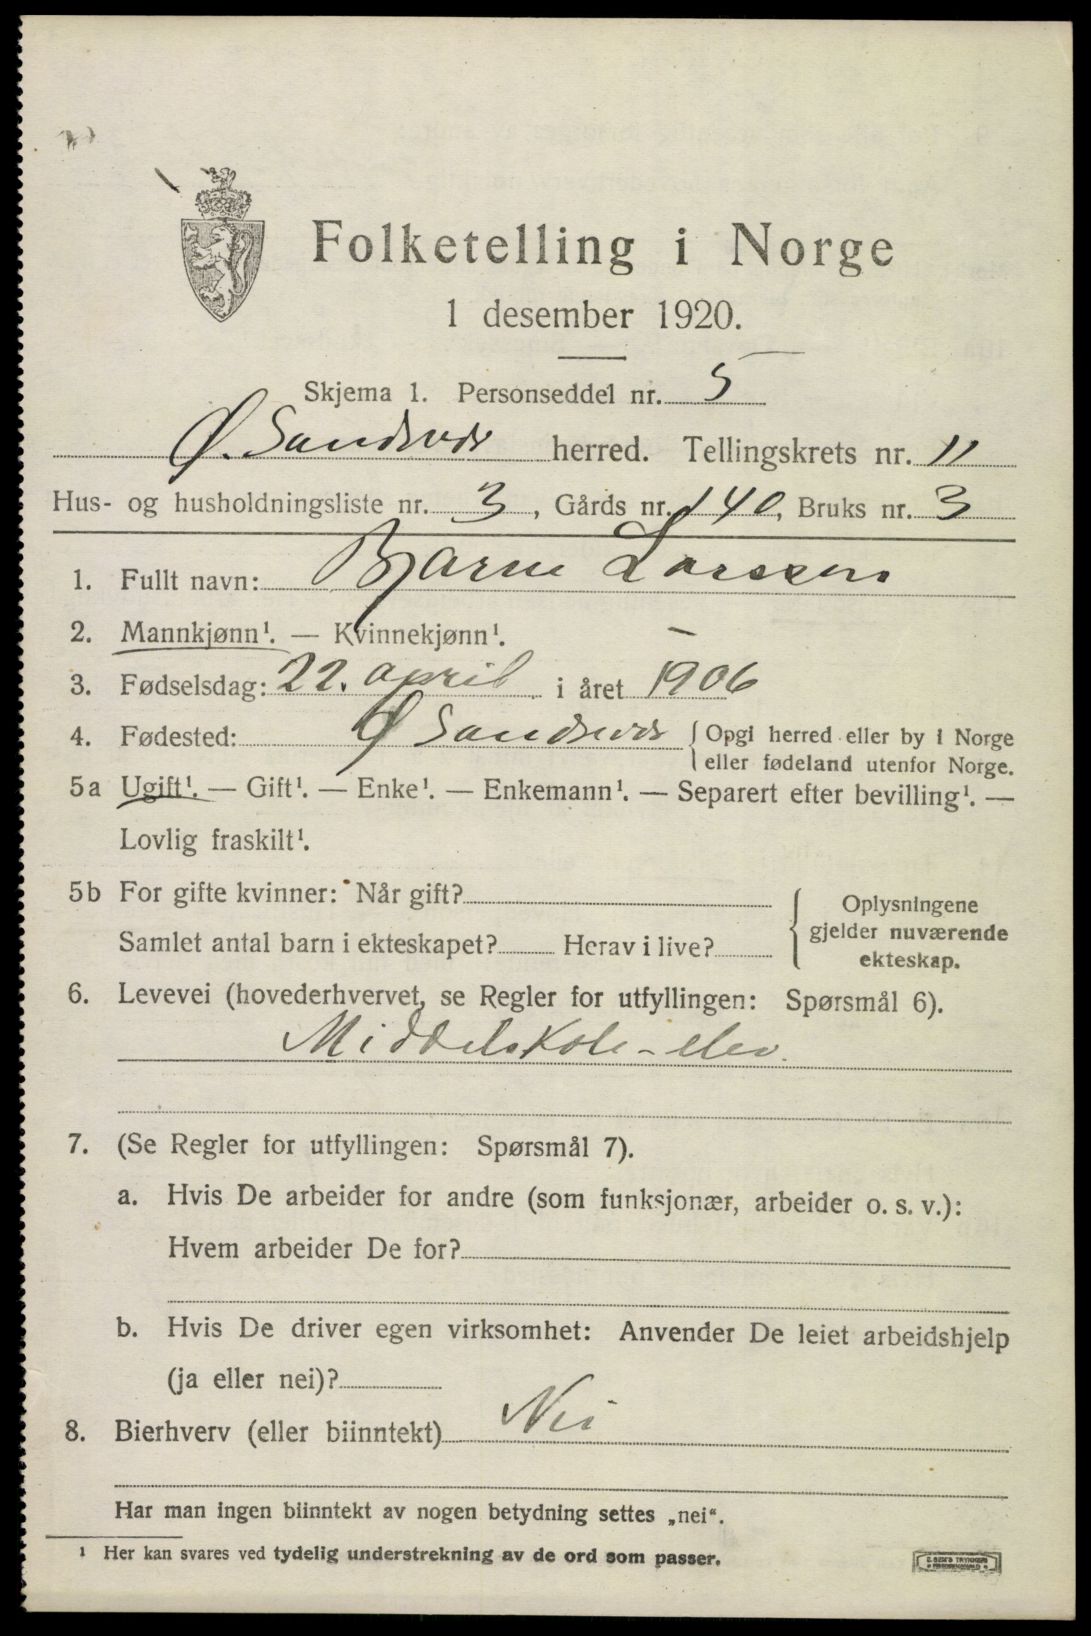 Folketelling i Norge
1 desember 1920.
Skjema 1. Personseddel nr. 5
Ø. Sandsvær herred. Tellingskrets nr. 11
Hus- og husholdningsliste nr. 3, Gårds nr. 140, Bruks nr. 3
1. Fullt navn: Bjarne Larssen
2. Mannkjønn¹. — Kvinnekjønn¹. —
3. Fødselsdag: 22. april i året 1906
4. Fødested: Ø Sandsvær { Opgi herred eller by i Norge
eller fødeland utenfor Norge.
5a Ugift¹. — Gift¹. — Enke¹. — Enkemann¹. — Separert efter bevilling¹. —
Lovlig fraskilt¹.
5b For gifte kvinner: Når gift?
Samlet antal barn i ekteskapet? Herav i live?
{ Oplysningene
gjelder nuværende
ekteskap.
6. Levevei (hovederhvervet, se Regler for utfyllingen: Spørsmål 6).
Middelskole-elev.
7. (Se Regler for utfyllingen: Spørsmål 7).
a. Hvis De arbeider for andre (som funksjonær, arbeider o. s. v.):
Hvem arbeider De for?
b. Hvis De driver egen virksomhet: Anvender De leiet arbeidshjelp
(ja eller nei)?
8. Bierhverv (eller biinntekt) Nei
Har man ingen biinntekt av nogen betydning settes „nei“.
¹ Her kan svares ved tydelig understrekning av de ord som passer.